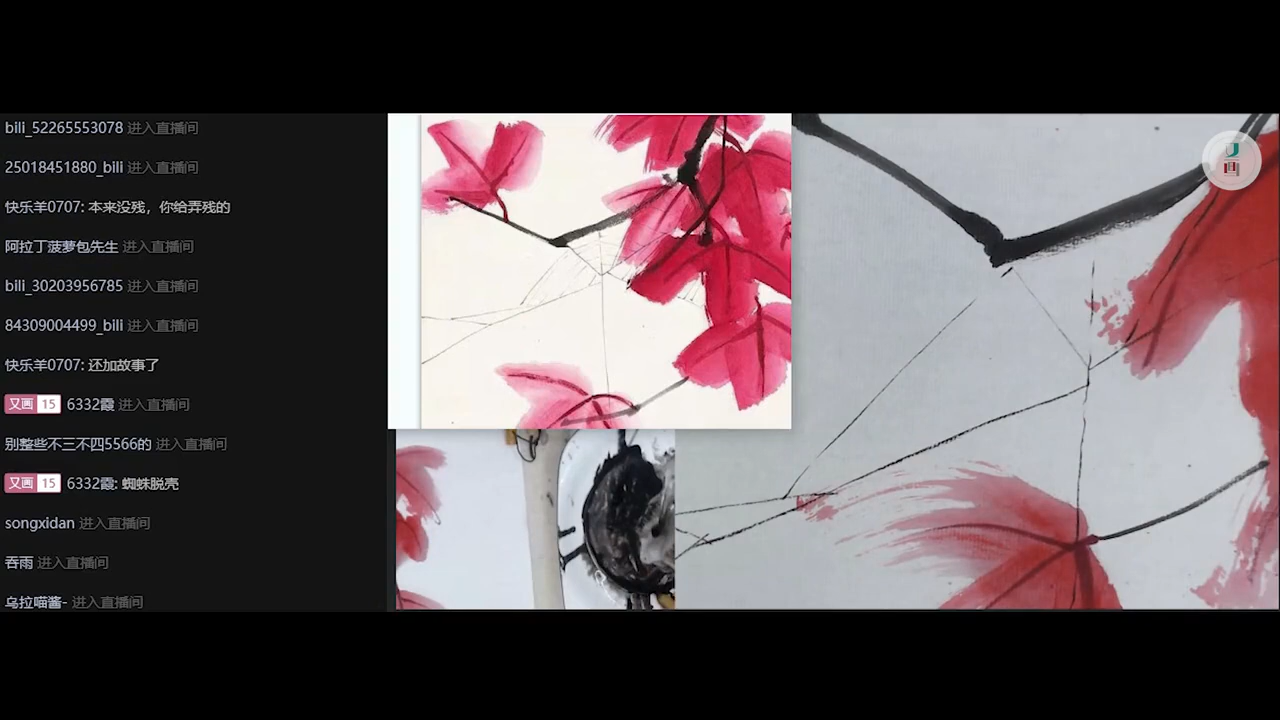 bili_52265553078 进入直播间
25018451880_bili 进入直播间
快乐羊0707: 本来没残，你给弄残的
阿拉丁菠萝包先生 进入直播间
bili_30203956785 进入直播间
84309004499_bili 进入直播间
快乐羊0707: 还加故事了
又画 15 6332霞 进入直播间
别整些不三不四5566的 进入直播间
又画 15 6332霞: 蜘蛛脱壳
songxidan 进入直播间
吞雨 进入直播间
乌拉喵酱- 进入直播间